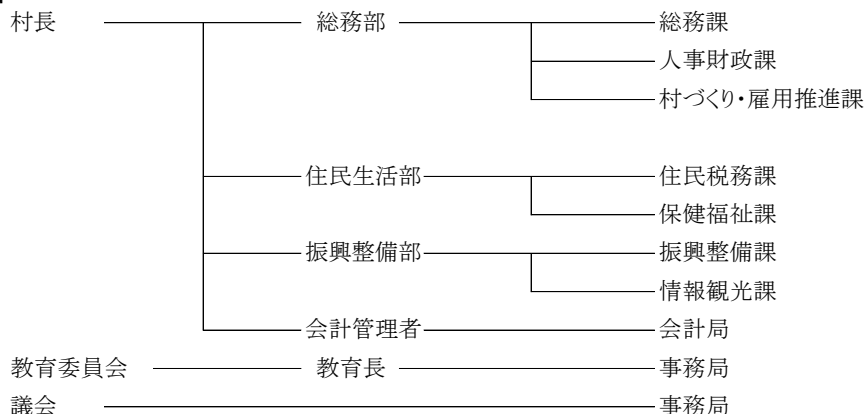 村長 総務部 総務課
人事財政課
村づくり・雇用推進課
住民生活部 住民税務課
保健福祉課
振興整備部 振興整備課
情報観光課
会計管理者 会計局
教育委員会 教育長 事務局
議会 事務局